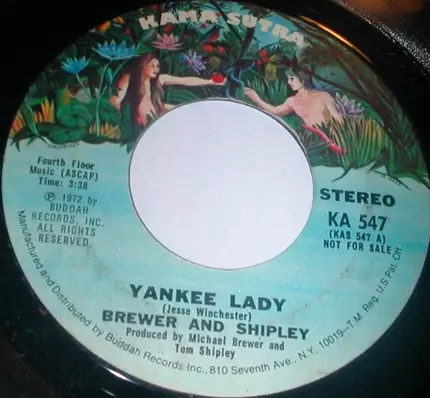 KAMA SUTRA
Fourth Floor
Music (ASCAP)
Time: 3:38
℗ 1972 by
BUDDAH
RECORDS, INC.
ALL RIGHTS
RESERVED
STEREO
KA 547
(KAS 547 A)
NOT FOR SALE
YANKEE LADY
(Jesse Winchester)
BREWER AND SHIPLEY
Produced by Michael Brewer and
Tom Shipley
Manufactured and Distributed by Buddah Records Inc., 810 Seventh Ave., N.Y. 10019–T.M. Reg. U.S. Pat. Off.